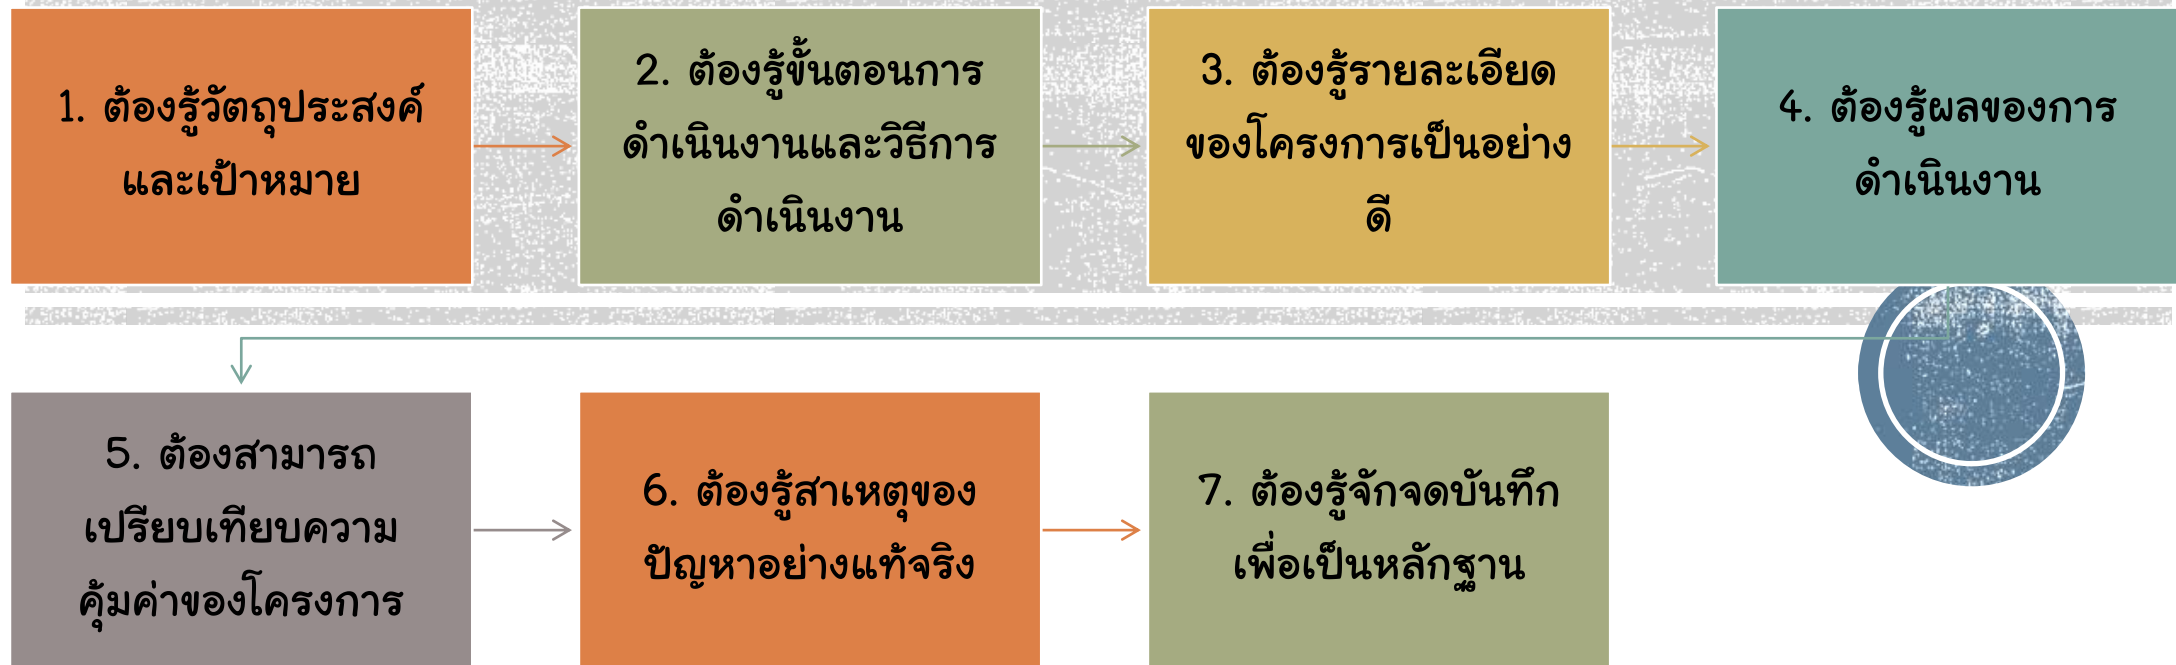 1. ต้องรู้วัตถุประสงค์
และเป้าหมาย
2. ต้องรู้ขั้นตอนการ
ดำเนินงานและวิธีการ
ดำเนินงาน
3. ต้องรู้รายละเอียด
ของโครงการเป็นอย่าง
ดี
4. ต้องรู้ผลของการ
ดำเนินงาน
5. ต้องสามารถ
เปรียบเทียบความ
คุ้มค่าของโครงการ
6. ต้องรู้สาเหตุของ
ปัญหาอย่างแท้จริง
7. ต้องรู้จักจดบันทึก
เพื่อเป็นหลักฐาน